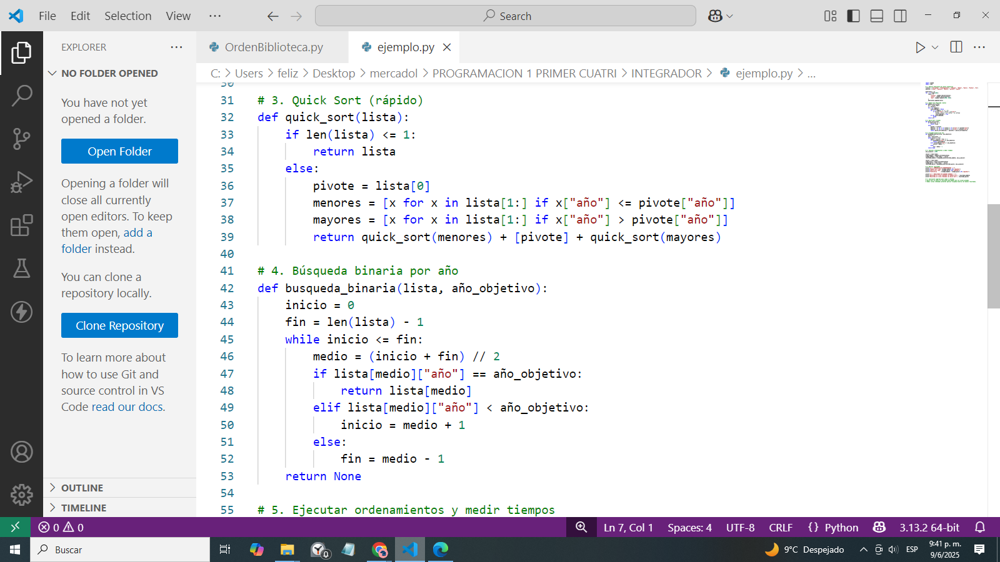 File Edit Selection View ··· Search
EXPLORER ···
NO FOLDER OPENED
You have not yet
opened a folder.
Open Folder
Opening a folder will
close all currently
open editors. To keep
them open, add a
folder instead.
You can clone a
repository locally.
Clone Repository
To learn more about
how to use Git and
source control in VS
Code read our docs.
OUTLINE
TIMELINE
OrdenBiblioteca.py ejemplo.py
C: > Users > feliz > Desktop > mercadol > PROGRAMACION 1 PRIMER CUATRI > INTEGRADOR > ejemplo.py > ...
30
31 # 3. Quick Sort (rápido)
32 def quick_sort(lista):
33 if len(lista) <= 1:
34 return lista
35 else:
36 pivote = lista[0]
37 menores = [x for x in lista[1:] if x["año"] <= pivote["año"]]
38 mayores = [x for x in lista[1:] if x["año"] > pivote["año"]]
39 return quick_sort(menores) + [pivote] + quick_sort(mayores)
40
41 # 4. Búsqueda binaria por año
42 def busqueda_binaria(lista, año_objetivo):
43 inicio = 0
44 fin = len(lista) - 1
45 while inicio <= fin:
46 medio = (inicio + fin) // 2
47 if lista[medio]["año"] == año_objetivo:
48 return lista[medio]
49 elif lista[medio]["año"] < año_objetivo:
50 inicio = medio + 1
51 else:
52 fin = medio - 1
53 return None
54
55 # 5. Ejecutar ordenamientos y medir tiempos
0 0 Ln 7, Col 1 Spaces: 4 UTF-8 CRLF {} Python 3.13.2 64-bit
Buscar 0 9°C Despejado ESP 9:41 p. m.
9/6/2025